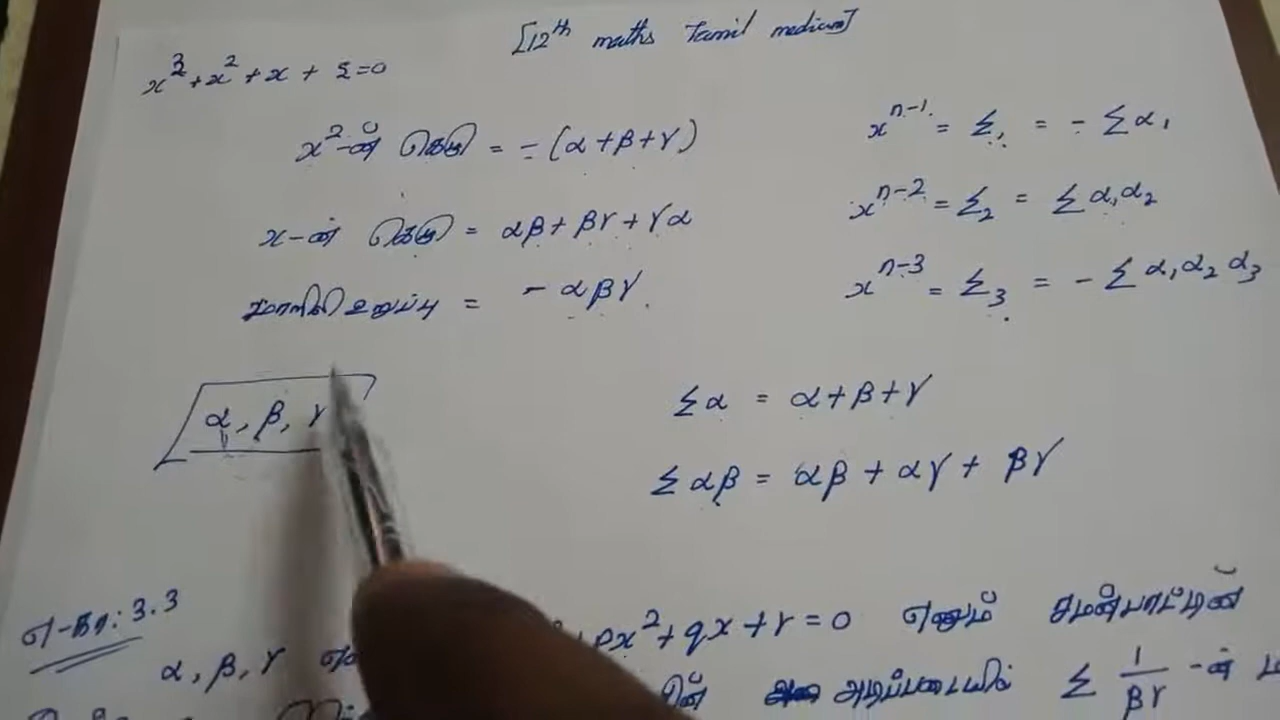 [12th maths Tamil medium]
x³ + x² + x + 5 = 0
x²-ன் கெழு = -(α+β+γ)
x-ன் கெழு = αβ + βγ + γα
மாறிலி உறுப்பு = - αβγ
xⁿ⁻¹ = Σ₁ = - Σα₁
xⁿ⁻² = Σ₂ = Σα₁α₂
xⁿ⁻³ = Σ₃ = - Σα₁α₂α₃
α, β, γ
Σα = α+β+γ
Σαβ = αβ + αγ + βγ
எ-கா: 3.3
α, β, γ px² + qx + r = 0 எனும் சமன்பாட்டின்
அடிப்படையில் Σ 1/βγ -ன்